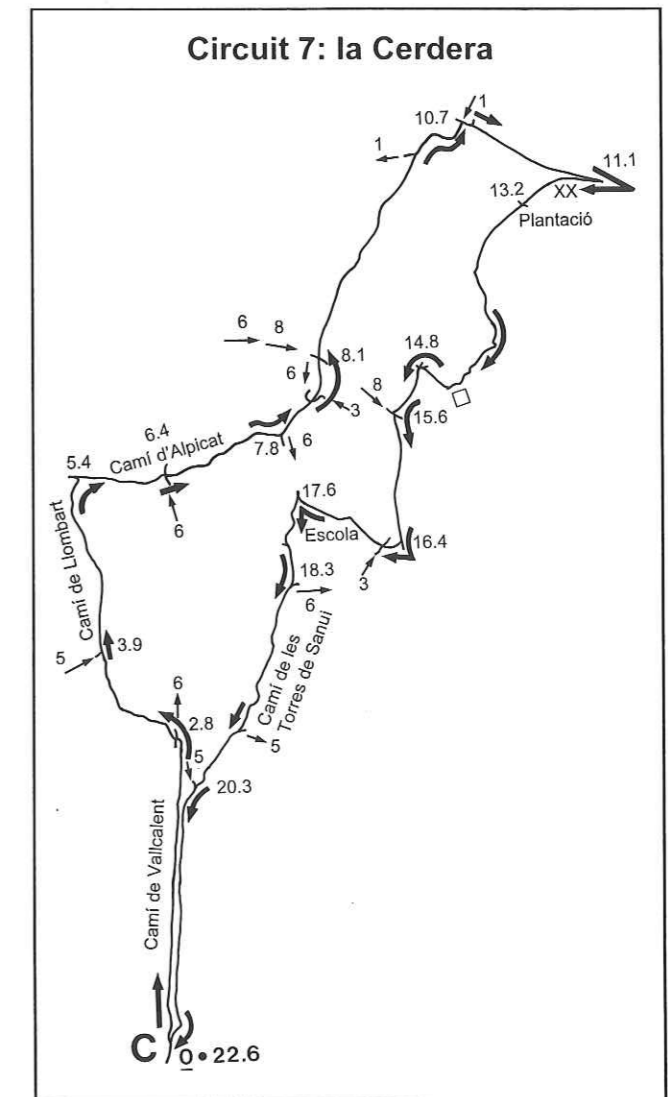 Circuit 7: la Cerdera
1
10.7
1
11.1
XX
13.2
Plantació
6
8
14.8
8.1
6
8
3
15.6
6.4
Camí d'Alpicat
7.8
6
5.4
6
17.6
Escola
16.4
3
Camí de Llombart
18.3
6
Camí de les
Torres de Sanui
3.9
5
6
2.8
5
5
20.3
Camí de Vallcalent
C
0 • 22.6